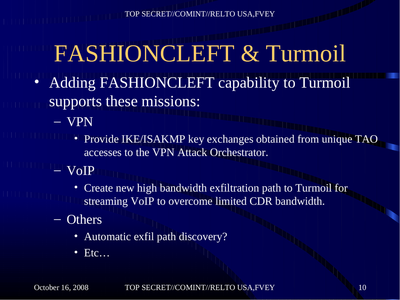 TOP SECRET//COMINT//RELTO USA,FVEY
FASHIONCLEFT & Turmoil
• Adding FASHIONCLEFT capability to Turmoil
supports these missions:
– VPN
• Provide IKE/ISAKMP key exchanges obtained from unique TAO
accesses to the VPN Attack Orchestrator.
– VoIP
• Create new high bandwidth exfiltration path to Turmoil for
streaming VoIP to overcome limited CDR bandwidth.
– Others
• Automatic exfil path discovery?
• Etc…
October 16, 2008
TOP SECRET//COMINT//RELTO USA,FVEY
10